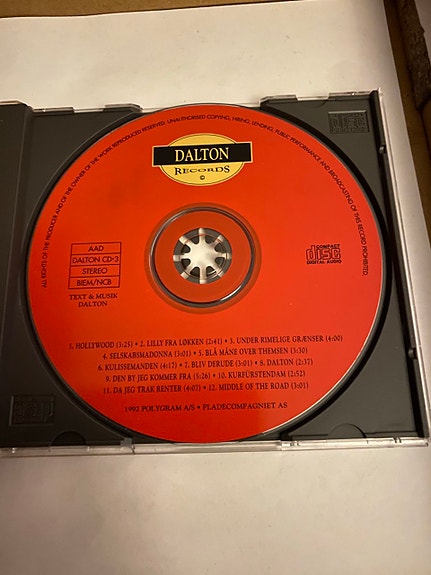 ALL RIGHTS OF THE PRODUCER AND OF THE OWNER OF THE WORK REPRODUCED RESERVED. UNAUTHORISED COPYING, HIRING, LENDING, PUBLIC PERFORMANCE AND BROADCASTING OF THIS RECORD PROHIBITED.
DALTON
RECORDS
©
AAD
DALTON CD-3
STEREO
BIEM/NCB
TEXT & MUSIK
DALTON
COMPACT
disc
DIGITAL AUDIO
1. HOLLYWOOD (3:25) • 2. LILLY FRA LØKKEN (2:41) • 3. UNDER RIMELIGE GRÆNSER (4:00)
4. SELSKABSMADONNA (3:01) • 5. BLÅ MÅNE OVER THEMSEN (3:30)
6. KULISSEMANDEN (4:17) • 7. BLIV DERUDE (3:01) • 8. DALTON (2:37)
9. DEN BY JEG KOMMER FRA (5:26) • 10. KURFÜRSTENDAM (2:52)
11. DA JEG TRAK RENTER (4:07) • 12. MIDDLE OF THE ROAD (3:01)
1992 POLYGRAM A/S • PLADECOMPAGNIET AS